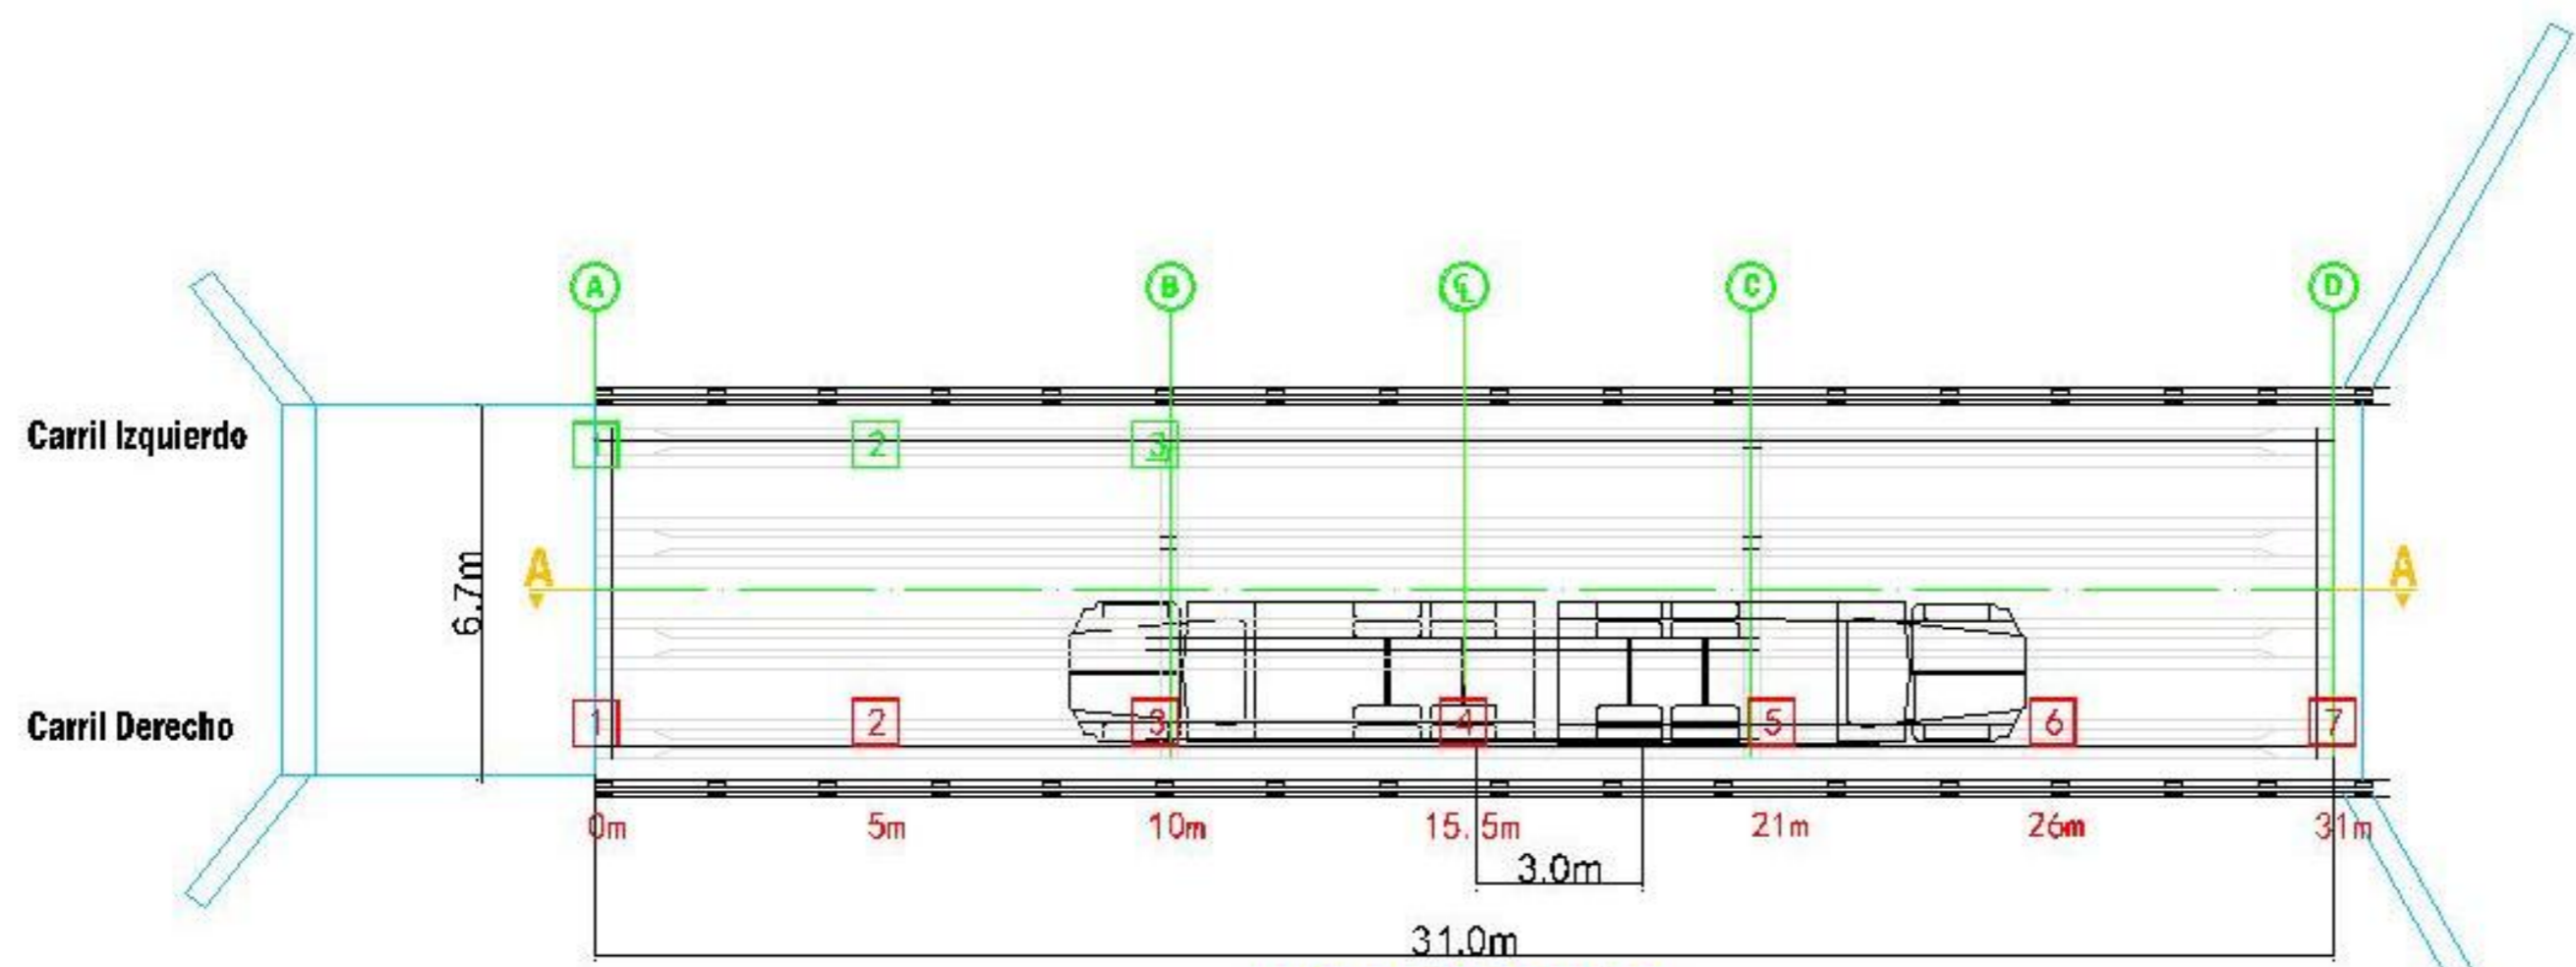 A B ℄ C D
Carril Izquierdo
1 2 3
6.7m
A A
Carril Derecho
1 2 3 4 5 6 7
0m 5m 10m 15.5m 21m 26m 31m
3.0m
31.0m